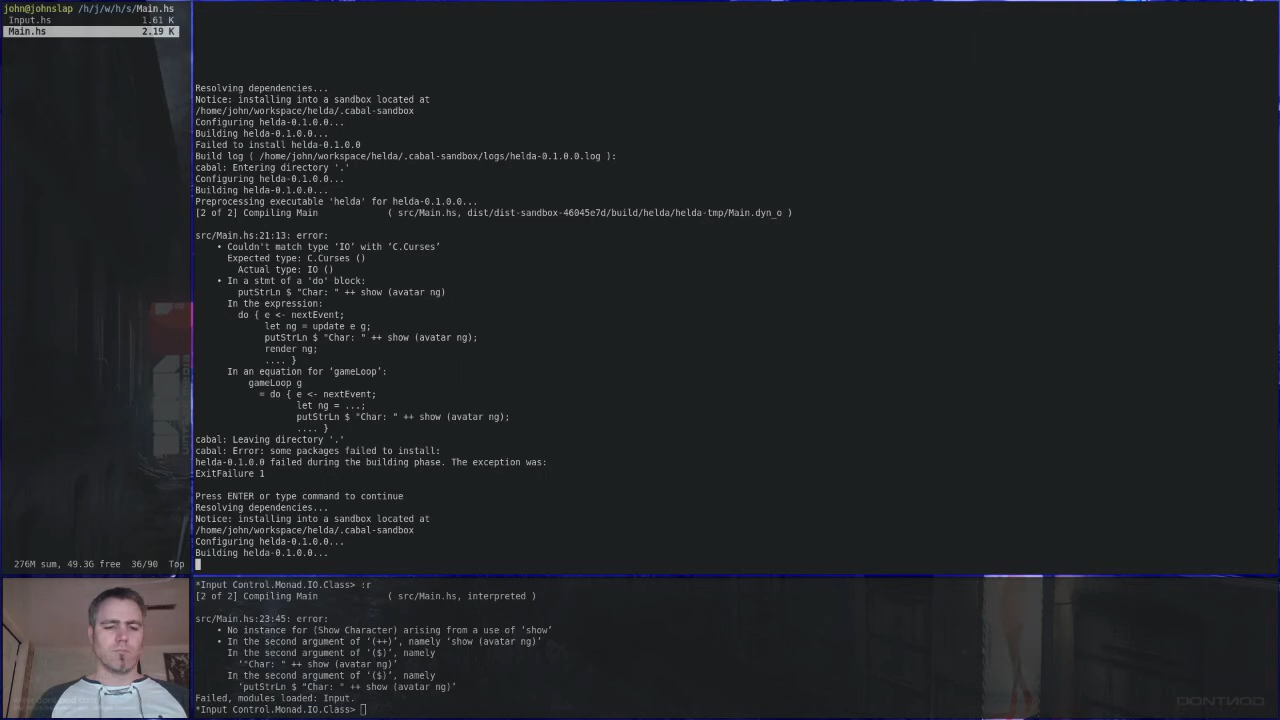 john@johnslap /h/j/w/h/s/Main.hs
Input.hs 1.61 K
Main.hs 2.19 K
Resolving dependencies...
Notice: installing into a sandbox located at
/home/john/workspace/helda/.cabal-sandbox
Configuring helda-0.1.0.0...
Building helda-0.1.0.0...
Failed to install helda-0.1.0.0
Build log ( /home/john/workspace/helda/.cabal-sandbox/logs/helda-0.1.0.0.log ):
cabal: Entering directory '.'
Configuring helda-0.1.0.0...
Building helda-0.1.0.0...
Preprocessing executable 'helda' for helda-0.1.0.0...
[2 of 2] Compiling Main ( src/Main.hs, dist/dist-sandbox-46045e7d/build/helda/helda-tmp/Main.dyn_o )
src/Main.hs:21:13: error:
• Couldn't match type ‘IO’ with ‘C.Curses’
Expected type: C.Curses ()
Actual type: IO ()
• In a stmt of a 'do' block:
putStrLn $ "Char: " ++ show (avatar ng)
In the expression:
do { e <- nextEvent;
let ng = update e g;
putStrLn $ "Char: " ++ show (avatar ng);
render ng;
.... }
In an equation for ‘gameLoop’:
gameLoop g
= do { e <- nextEvent;
let ng = ...;
putStrLn $ "Char: " ++ show (avatar ng);
.... }
cabal: Leaving directory '.'
cabal: Error: some packages failed to install:
helda-0.1.0.0 failed during the building phase. The exception was:
ExitFailure 1
Press ENTER or type command to continue
Resolving dependencies...
Notice: installing into a sandbox located at
/home/john/workspace/helda/.cabal-sandbox
Configuring helda-0.1.0.0...
Building helda-0.1.0.0...
276M sum, 49.3G free 36/90 Top
*Input Control.Monad.IO.Class> :r
[2 of 2] Compiling Main ( src/Main.hs, interpreted )
src/Main.hs:23:45: error:
• No instance for (Show Character) arising from a use of ‘show’
• In the second argument of ‘(++)’, namely ‘show (avatar ng)’
In the second argument of ‘($)’, namely
‘"Char: " ++ show (avatar ng)’
In the second argument of ‘($)’, namely
‘putStrLn $ "Char: " ++ show (avatar ng)’
Failed, modules loaded: Input.
*Input Control.Monad.IO.Class>
DONTNOD